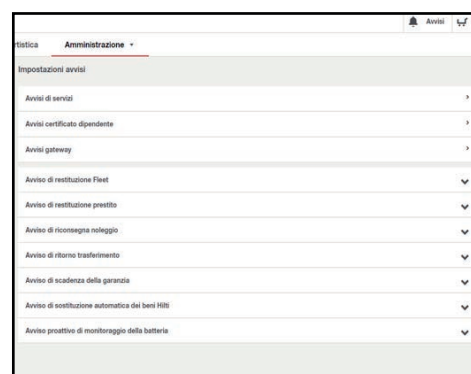 Avvisi
rtistica
Amministrazione
Impostazioni avvisi
Avvisi di servizi
Avvisi certificato dipendente
Avvisi gateway
Avviso di restituzione Fleet
Avviso di restituzione prestito
Avviso di riconsegna noleggio
Avviso di ritorno trasferimento
Avviso di scadenza della garanzia
Avviso di sostituzione automatica dei beni Hilti
Avviso proattivo di monitoraggio della batteria